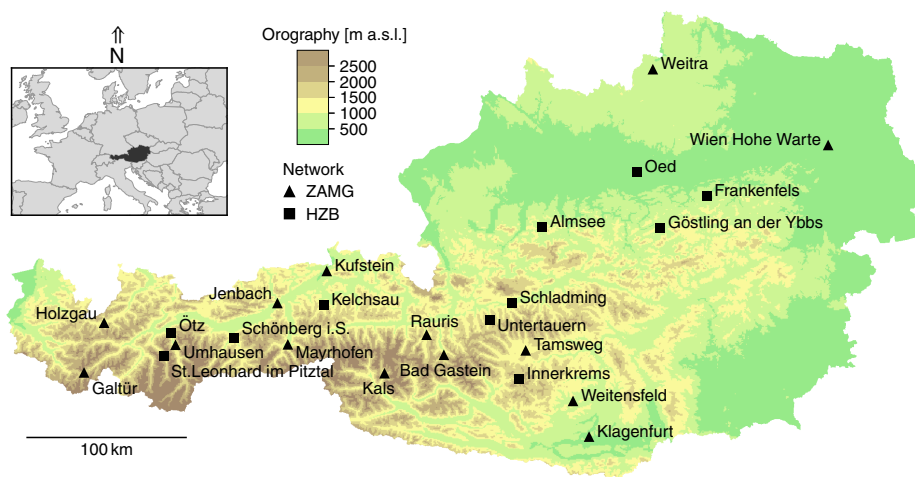 ⇑
N
Orography [m a.s.l.]
2500
2000
1500
1000
500
Network
ZAMG
HZB
Weitra
Wien Hohe Warte
Oed
Frankenfels
Almsee
Göstling an der Ybbs
Kufstein
Jenbach
Kelchsau
Schladming
Holzgau
Ötz
Schönberg i.S.
Rauris
Untertauern
Umhausen
Mayrhofen
Tamsweg
St.Leonhard im Pitztal
Bad Gastein
Galtür
Kals
Innerkrems
Weitensfeld
Klagenfurt
100 km